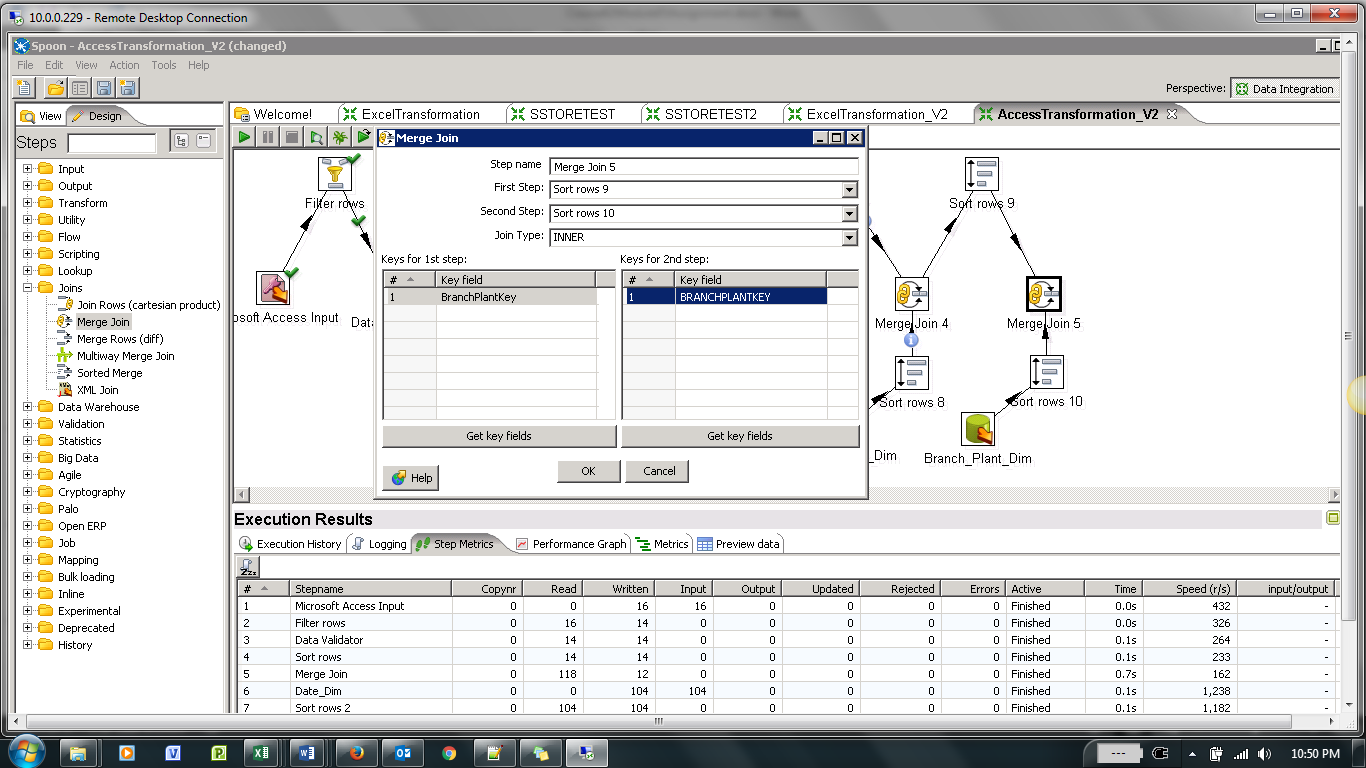 10.0.0.229 - Remote Desktop Connection
Spoon - AccessTransformation_V2 (changed)
File Edit View Action Tools Help
Perspective: Data Integration
View Design
Welcome! ExcelTransformation SSTORETEST SSTORETEST2 ExcelTransformation_V2 AccessTransformation_V2
Steps
Input
Output
Transform
Utility
Flow
Scripting
Lookup
Joins
Join Rows (cartesian product)
Merge Join
Merge Rows (diff)
Multiway Merge Join
Sorted Merge
XML Join
Data Warehouse
Validation
Statistics
Big Data
Agile
Cryptography
Palo
Open ERP
Job
Mapping
Bulk loading
Inline
Experimental
Deprecated
History
Filter rows
osoft Access Input
Data
Merge Join
Step name Merge Join 5
First Step: Sort rows 9
Second Step: Sort rows 10
Join Type: INNER
Keys for 1st step: Keys for 2nd step:
# Key field # Key field
1 BranchPlantKey 1 BRANCHPLANTKEY
Get key fields Get key fields
Help OK Cancel
Sort rows 9
Merge Join 4
Merge Join 5
Sort rows 8
Sort rows 10
_Dim
Branch_Plant_Dim
Execution Results
Execution History Logging Step Metrics Performance Graph Metrics Preview data
# Stepname Copynr Read Written Input Output Updated Rejected Errors Active Time Speed (r/s) input/output
1 Microsoft Access Input 0 0 16 16 0 0 0 0 Finished 0.0s 432 -
2 Filter rows 0 16 14 0 0 0 0 0 Finished 0.0s 326 -
3 Data Validator 0 14 14 0 0 0 0 0 Finished 0.1s 264 -
4 Sort rows 0 14 14 0 0 0 0 0 Finished 0.1s 233 -
5 Merge Join 0 118 12 0 0 0 0 0 Finished 0.7s 162 -
6 Date_Dim 0 0 104 104 0 0 0 0 Finished 0.1s 1,238 -
7 Sort rows 2 0 104 104 0 0 0 0 0 Finished 0.1s 1,182 -
10:50 PM